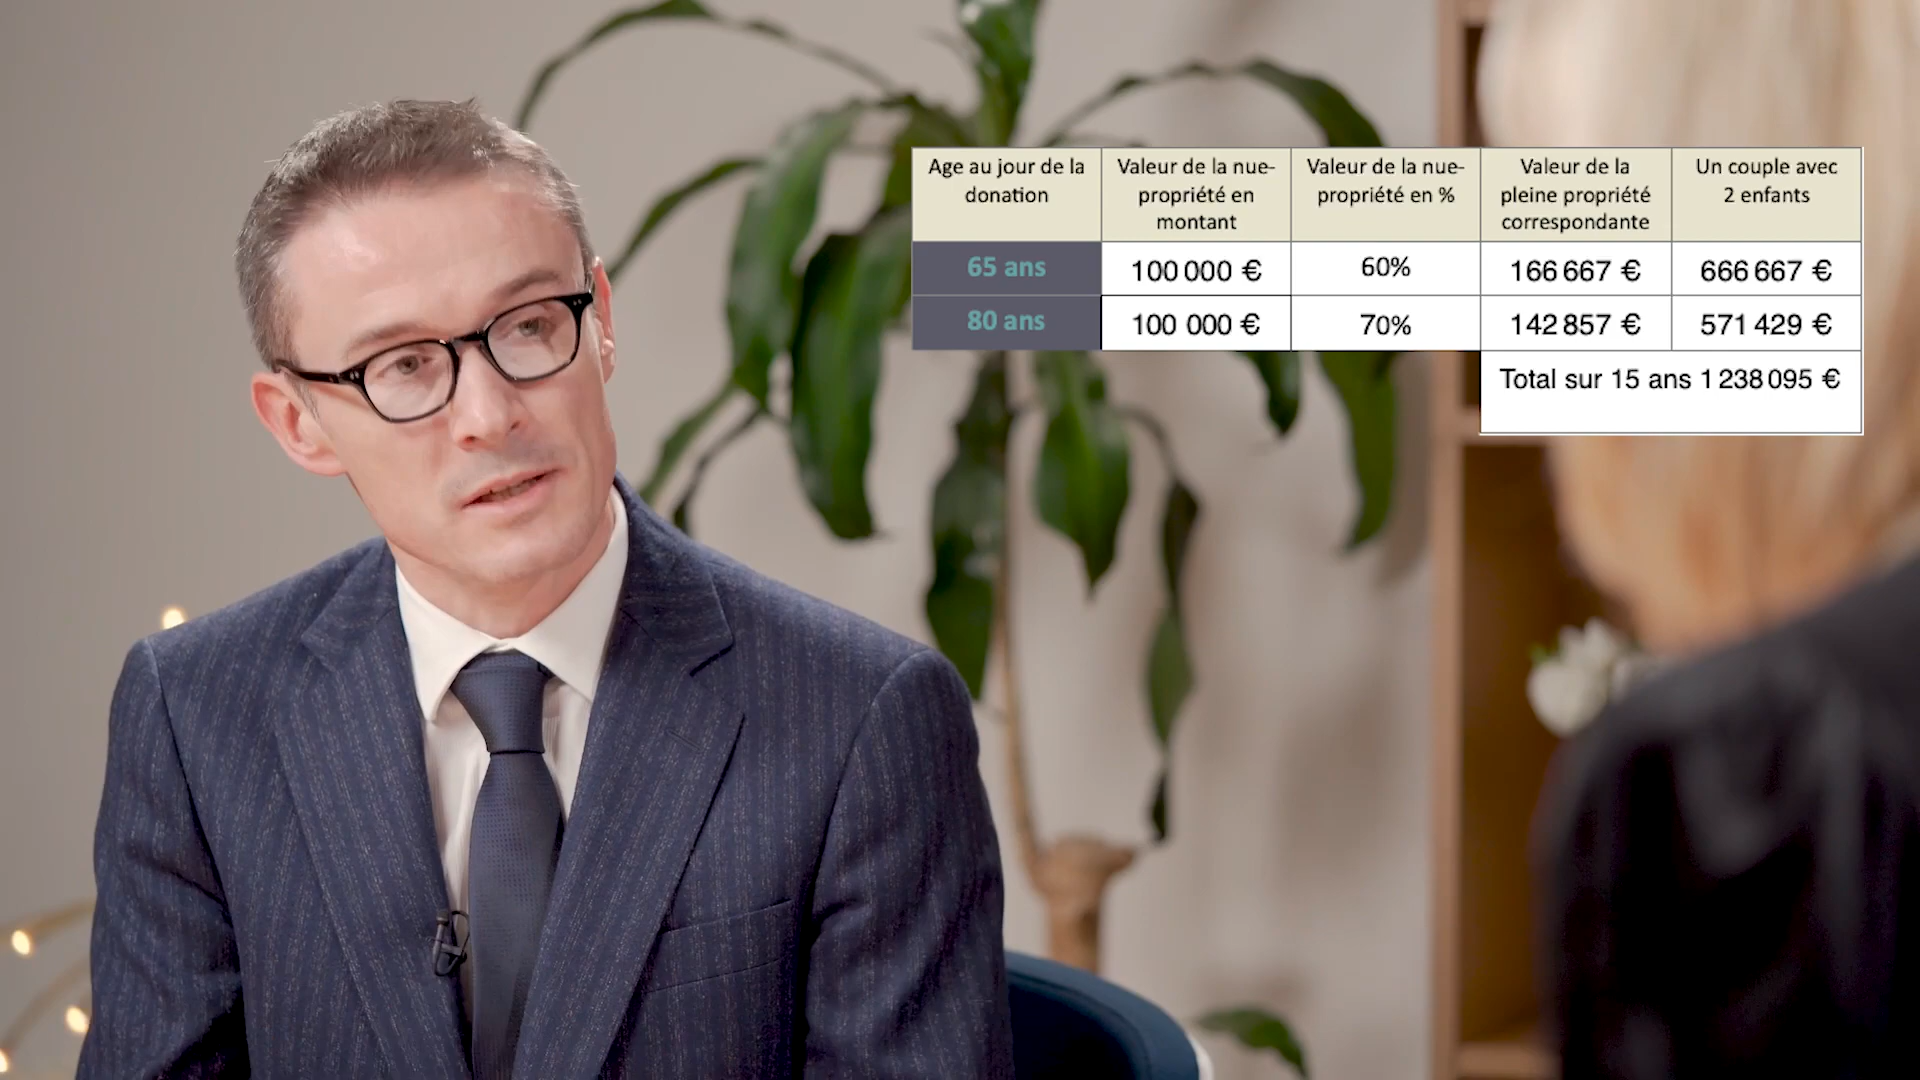 Age au jour de la
donation
Valeur de la nue-
propriété en
montant
Valeur de la nue-
propriété en %
Valeur de la
pleine propriété
correspondante
Un couple avec
2 enfants
65 ans
100 000 €
60%
166 667 €
666 667 €
80 ans
100 000 €
70%
142 857 €
571 429 €
Total sur 15 ans 1 238 095 €